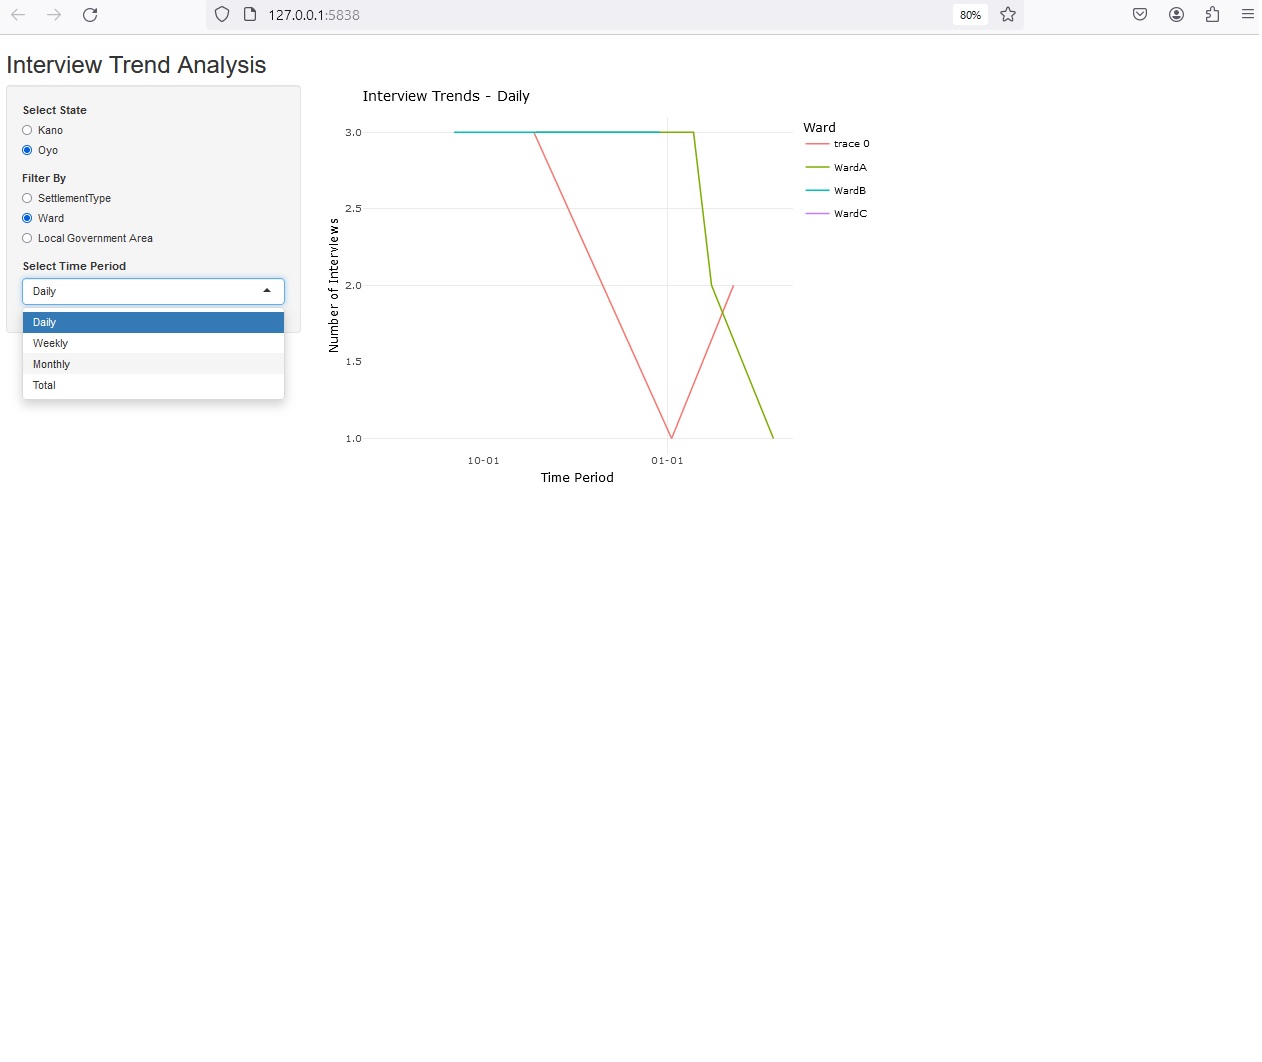 127.0.0.1:5838
80%
Interview Trend Analysis
Select State
Kano
Oyo
Filter By
SettlementType
Ward
Local Government Area
Select Time Period
Daily
Daily
Weekly
Monthly
Total
Interview Trends - Daily
Number of Interviews
3.0
2.5
2.0
1.5
1.0
10-01
01-01
Time Period
Ward
trace 0
WardA
WardB
WardC